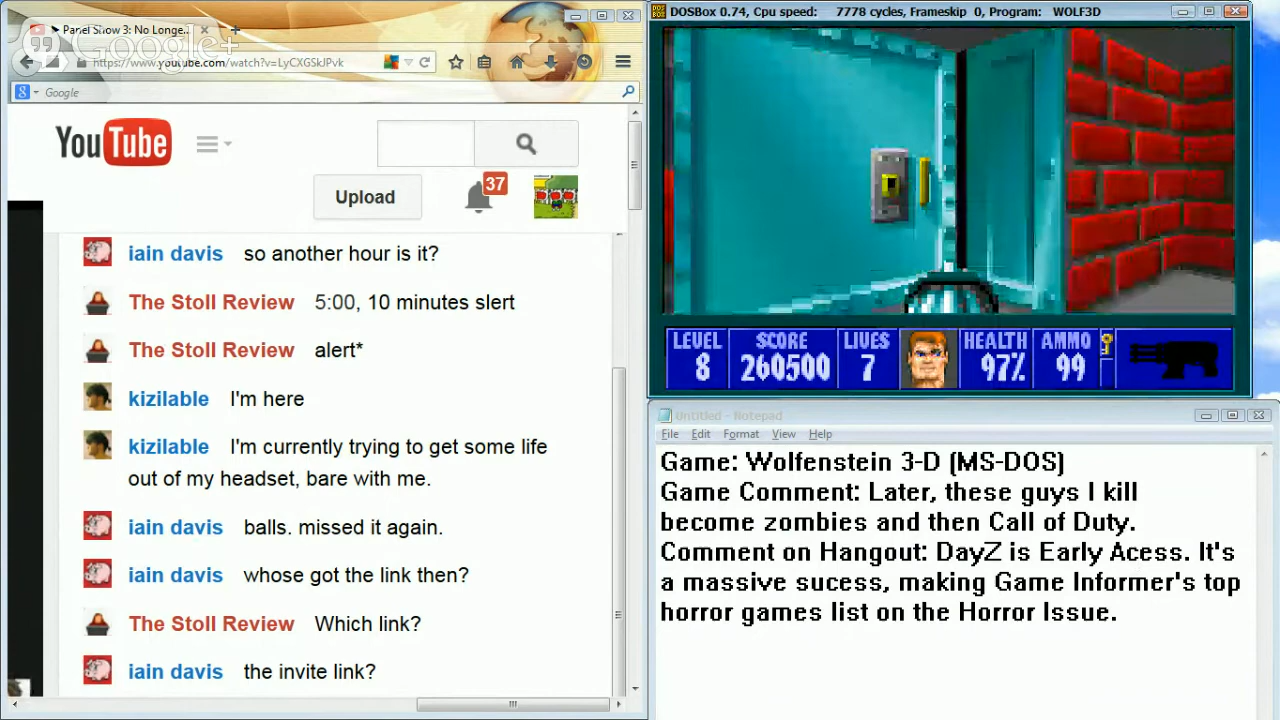 Panel Show 3: No Longe...
Google+
https://www.youtube.com/watch?v=LyCXGSkJPvk
Google
YouTube
Upload
37
iain davis so another hour is it?
The Stoll Review 5:00, 10 minutes slert
The Stoll Review alert*
kizilable I'm here
kizilable I'm currently trying to get some life
out of my headset, bare with me.
iain davis balls. missed it again.
iain davis whose got the link then?
The Stoll Review Which link?
iain davis the invite link?
DOSBox 0.74, Cpu speed: 7778 cycles, Frameskip 0, Program: WOLF3D
LEVEL SCORE LIVES HEALTH AMMO
8 260500 7 97% 99
Untitled - Notepad
File Edit Format View Help
Game: Wolfenstein 3-D (MS-DOS)
Game Comment: Later, these guys I kill
become zombies and then Call of Duty.
Comment on Hangout: DayZ is Early Acess. It's
a massive sucess, making Game Informer's top
horror games list on the Horror Issue.